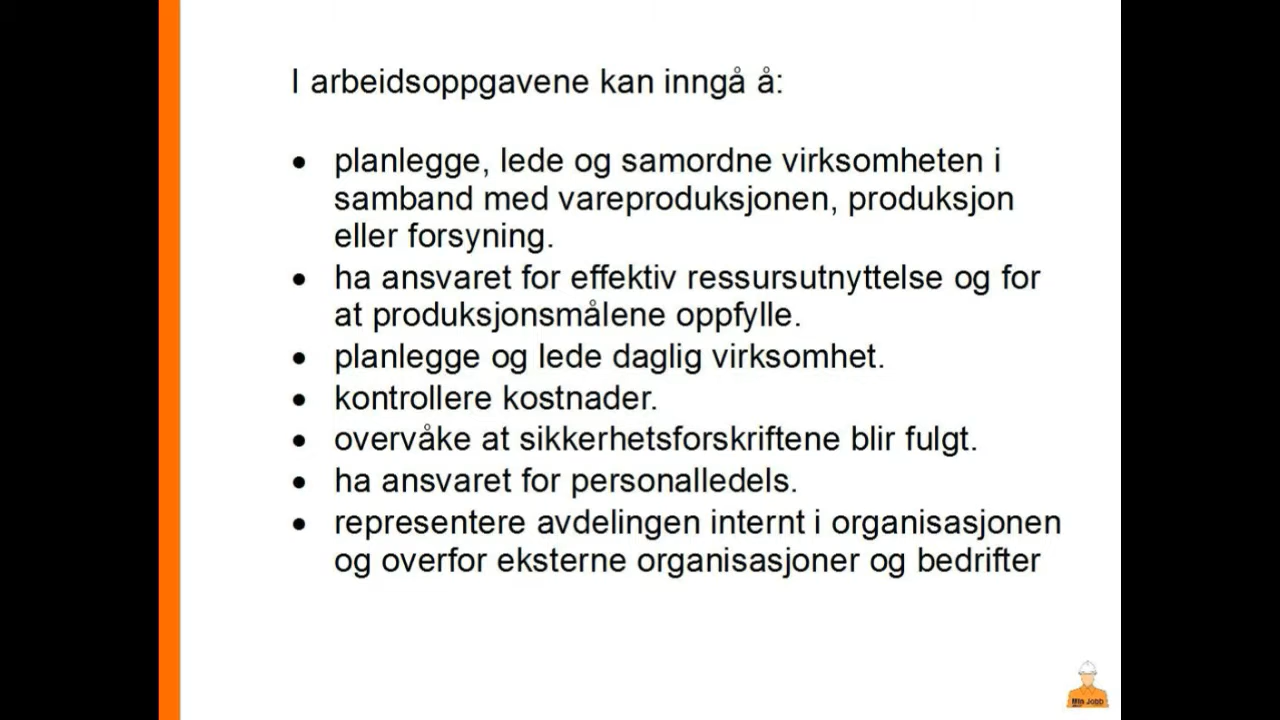 I arbeidsoppgavene kan inngå å:
• planlegge, lede og samordne virksomheten i
samband med vareproduksjonen, produksjon
eller forsyning.
• ha ansvaret for effektiv ressursutnyttelse og for
at produksjonsmålene oppfylle.
• planlegge og lede daglig virksomhet.
• kontrollere kostnader.
• overvåke at sikkerhetsforskriftene blir fulgt.
• ha ansvaret for personalledels.
• representere avdelingen internt i organisasjonen
og overfor eksterne organisasjoner og bedrifter
Min Jobb